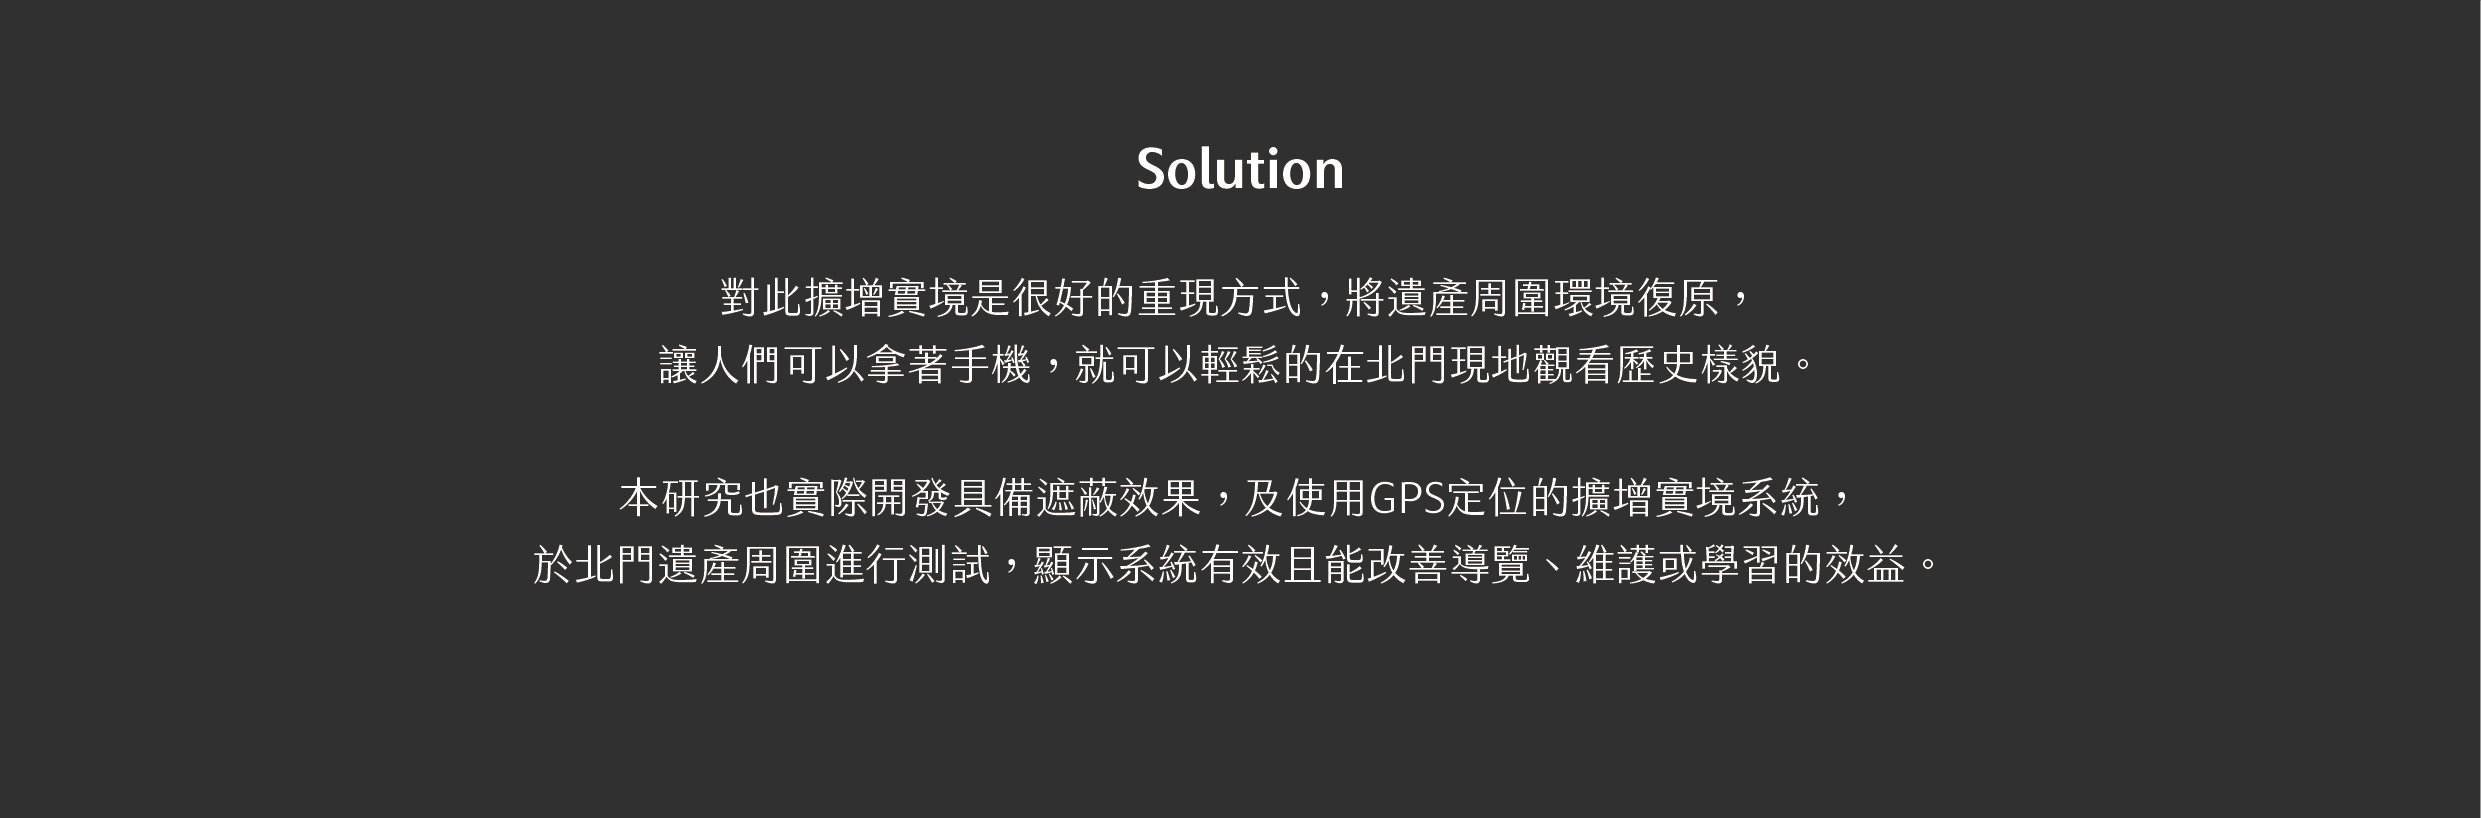 Solution
對此擴增實境是很好的重現方式，將遺產周圍環境復原，
讓人們可以拿著手機，就可以輕鬆的在北門現地觀看歷史樣貌。
本研究也實際開發具備遮蔽效果，及使用GPS定位的擴增實境系統，
於北門遺產周圍進行測試，顯示系統有效且能改善導覽、維護或學習的效益。